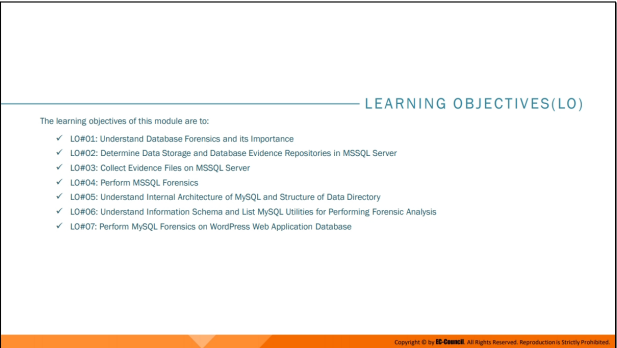 LEARNING OBJECTIVES(LO)
The learning objectives of this module are to:
✓ LO#01: Understand Database Forensics and its Importance
✓ LO#02: Determine Data Storage and Database Evidence Repositories in MSSQL Server
✓ LO#03: Collect Evidence Files on MSSQL Server
✓ LO#04: Perform MSSQL Forensics
✓ LO#05: Understand Internal Architecture of MySQL and Structure of Data Directory
✓ LO#06: Understand Information Schema and List MySQL Utilities for Performing Forensic Analysis
✓ LO#07: Perform MySQL Forensics on WordPress Web Application Database
Copyright © by EC-Council. All Rights Reserved. Reproduction is Strictly Prohibited.